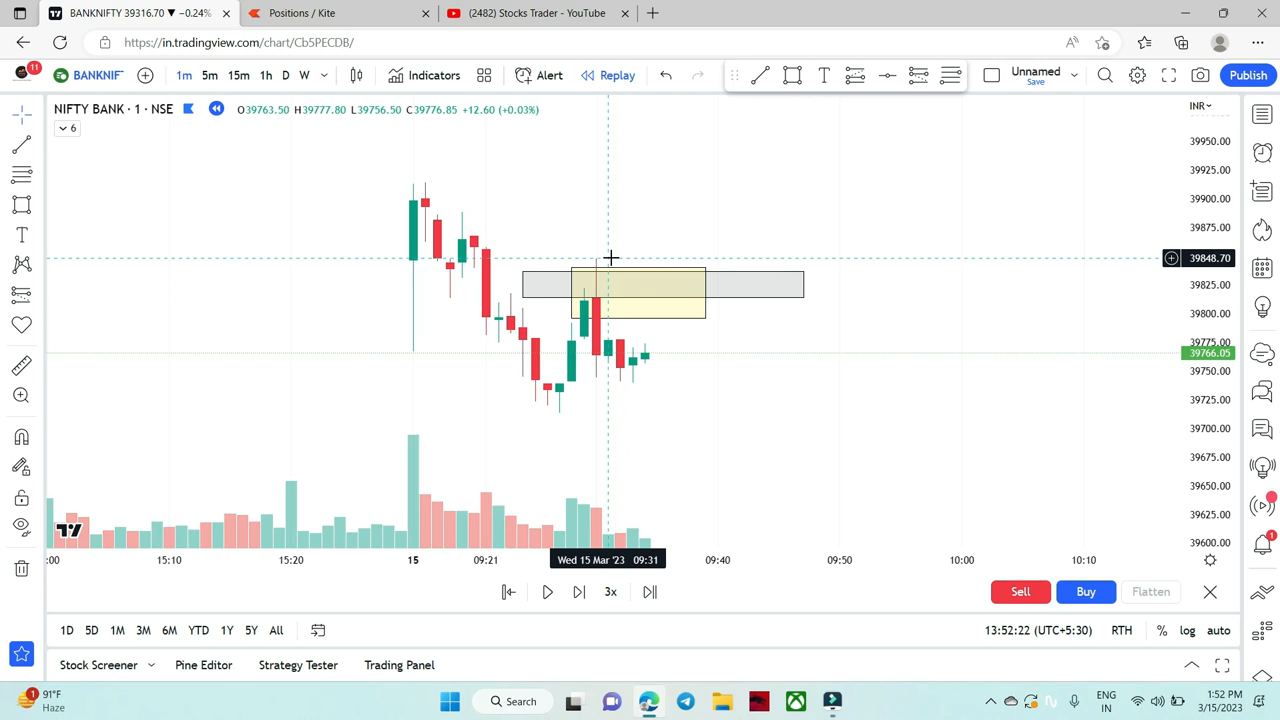 BANKNIFTY 39316.70 ▼ −0.24%
Positions / Kite
(2482) Stocks Trader - YouTube
https://in.tradingview.com/chart/Cb5PECDB/
11
BANKNIF
1m 5m 15m 1h D W
Indicators
Alert
Replay
Unnamed
Save
Publish
NIFTY BANK · 1 · NSE
O39763.50 H39777.80 L39756.50 C39776.85 +12.60 (+0.03%)
INR
6
39950.00
39925.00
39900.00
39875.00
39848.70
39825.00
39800.00
39775.00
39766.05
39750.00
39725.00
39700.00
39675.00
39650.00
39625.00
39600.00
:00 15:10 15:20 15 09:21 Wed 15 Mar '23 09:31 09:40 09:50 10:00 10:10
3x
Sell
Buy
Flatten
1D 5D 1M 3M 6M YTD 1Y 5Y All
13:52:22 (UTC+5:30) RTH % log auto
Stock Screener
Pine Editor
Strategy Tester
Trading Panel
1
1
91°F
Haze
Search
ENG
IN
1:52 PM
3/15/2023